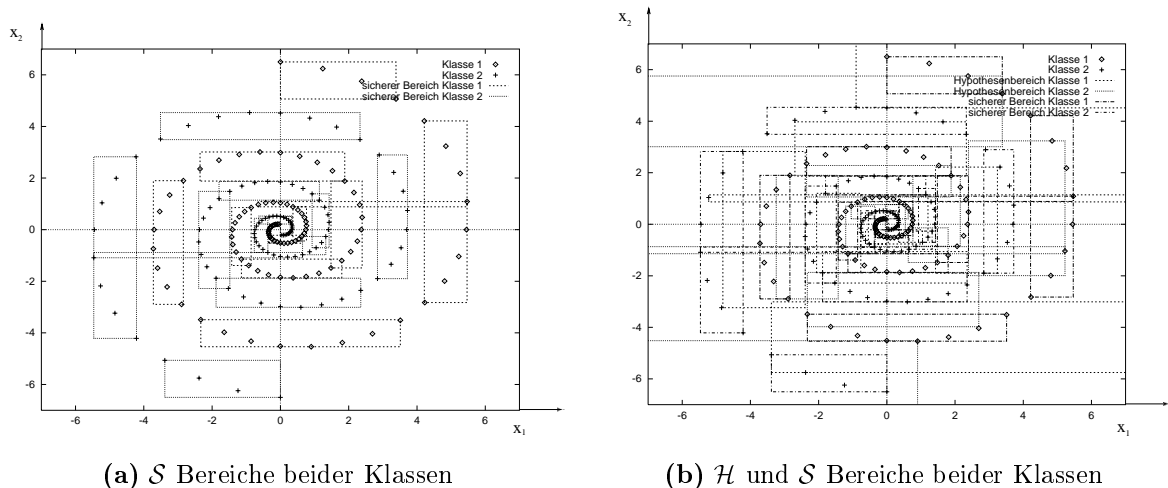 x2
6
4
2
0
-2
-4
-6
-6 -4 -2 0 2 4 6
x1
Klasse 1
Klasse 2
sicherer Bereich Klasse 1
sicherer Bereich Klasse 2
(a) S Bereiche beider Klassen
x2
6
4
2
0
-2
-4
-6
-6 -4 -2 0 2 4 6
x1
Klasse 1
Klasse 2
Hypothesenbereich Klasse 1
Hypothesenbereich Klasse 2
sicherer Bereich Klasse 1
sicherer Bereich Klasse 2
(b) H und S Bereiche beider Klassen